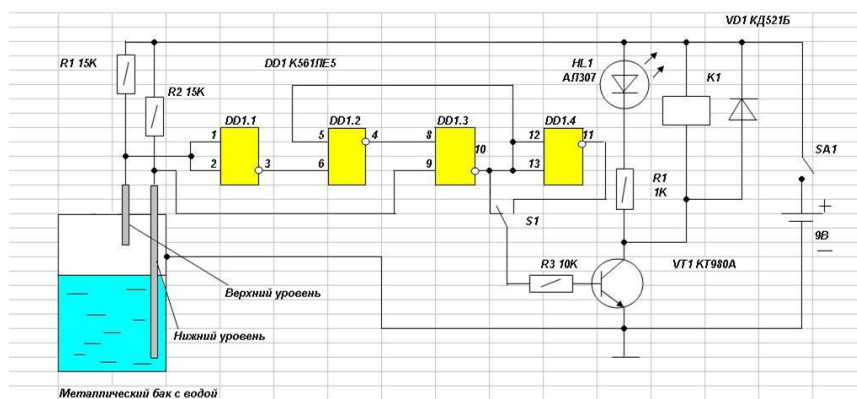 VD1 КД521Б
R1 15K
DD1 К561ЛЕ5
HL1
АЛ307
K1
R2 15K
DD1.1
DD1.2
DD1.3
DD1.4
1
2
3
5
6
4
8
9
10
12
13
11
SA1
R1
1K
S1
+
9В
–
R3 10K
VT1 КТ980А
Верхний уровень
Нижний уровень
Металлический бак с водой